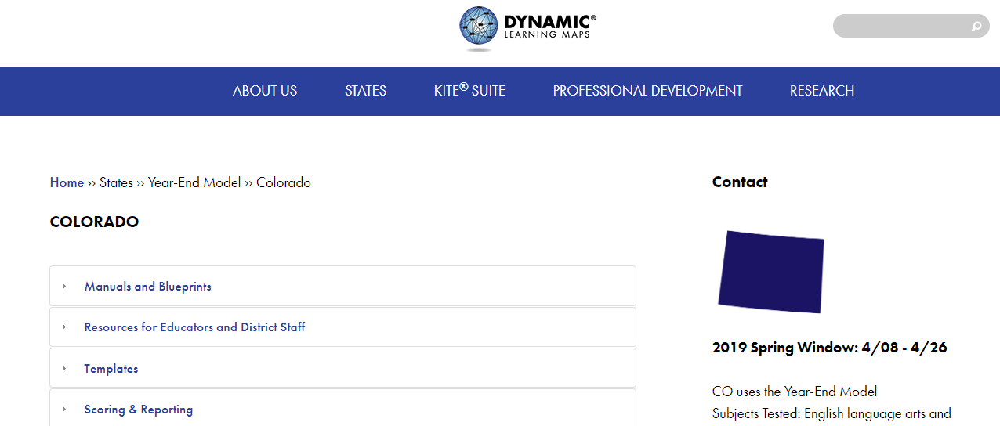 DYNAMIC®
LEARNING MAPS
ABOUT US
STATES
KITE® SUITE
PROFESSIONAL DEVELOPMENT
RESEARCH
Home ›› States ›› Year-End Model ›› Colorado
COLORADO
Manuals and Blueprints
Resources for Educators and District Staff
Templates
Scoring & Reporting
Contact
2019 Spring Window: 4/08 - 4/26
CO uses the Year-End Model
Subjects Tested: English language arts and